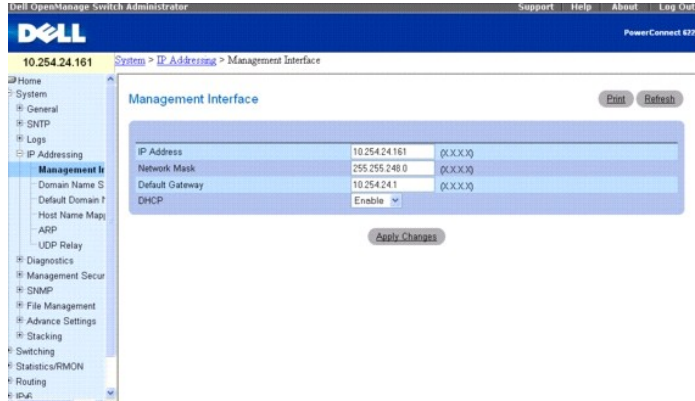 Dell OpenManage Switch Administrator
Support Help About Log Out
DELL
PowerConnect 622
10.254.24.161
System > IP Addressing > Management Interface
Home
System
General
SNTP
Logs
IP Addressing
Management In
Domain Name S
Default Domain N
Host Name Mapp
ARP
UDP Relay
Diagnostics
Management Secur
SNMP
File Management
Advance Settings
Stacking
Switching
Statistics/RMON
Routing
IPv6
Management Interface
Print Refresh
IP Address 10.254.24.161 (X.X.X.X)
Network Mask 255.255.248.0 (X.X.X.X)
Default Gateway 10.254.24.1 (X.X.X.X)
DHCP Enable
Apply Changes